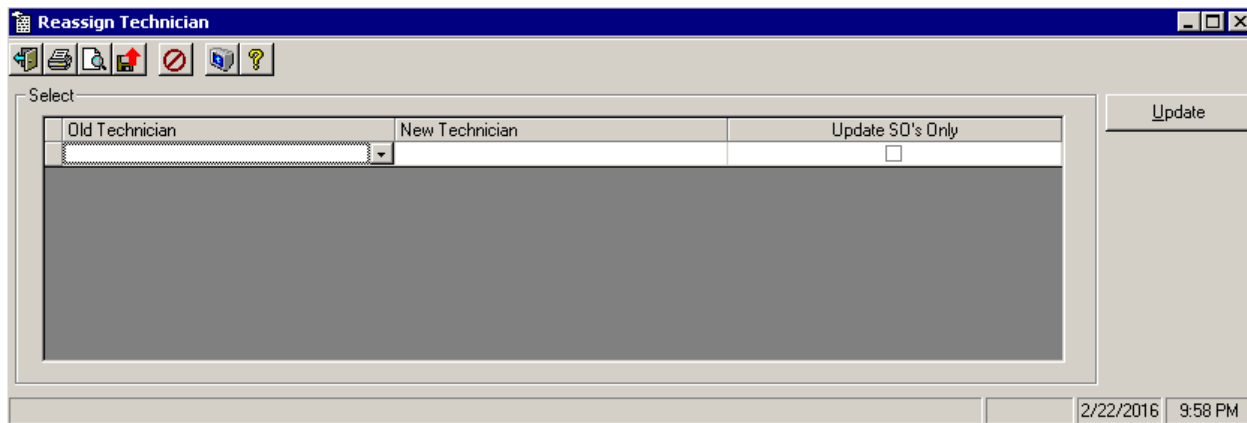 Reassign Technician
Select
Update
Old Technician New Technician Update SO's Only
2/22/2016 9:58 PM